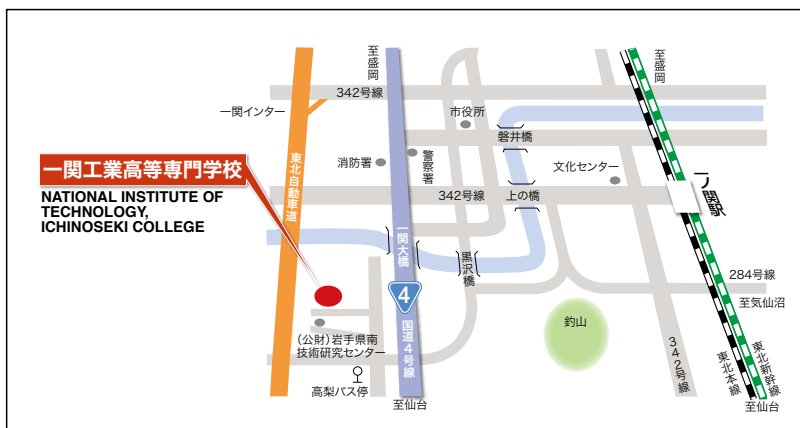 至盛岡
至盛岡
342号線
一関インター
市役所
磐井橋
東北自動車道
消防署
警察署
文化センター
一関工業高等専門学校
NATIONAL INSTITUTE OF
TECHNOLOGY,
ICHINOSEKI COLLEGE
342号線
上の橋
一ノ関駅
一関大橋
黒沢橋
284号線
至気仙沼
4
国道4号線
釣山
(公財)岩手県南
技術研究センター
342号線
東北本線
東北新幹線
高梨バス停
至仙台
至仙台